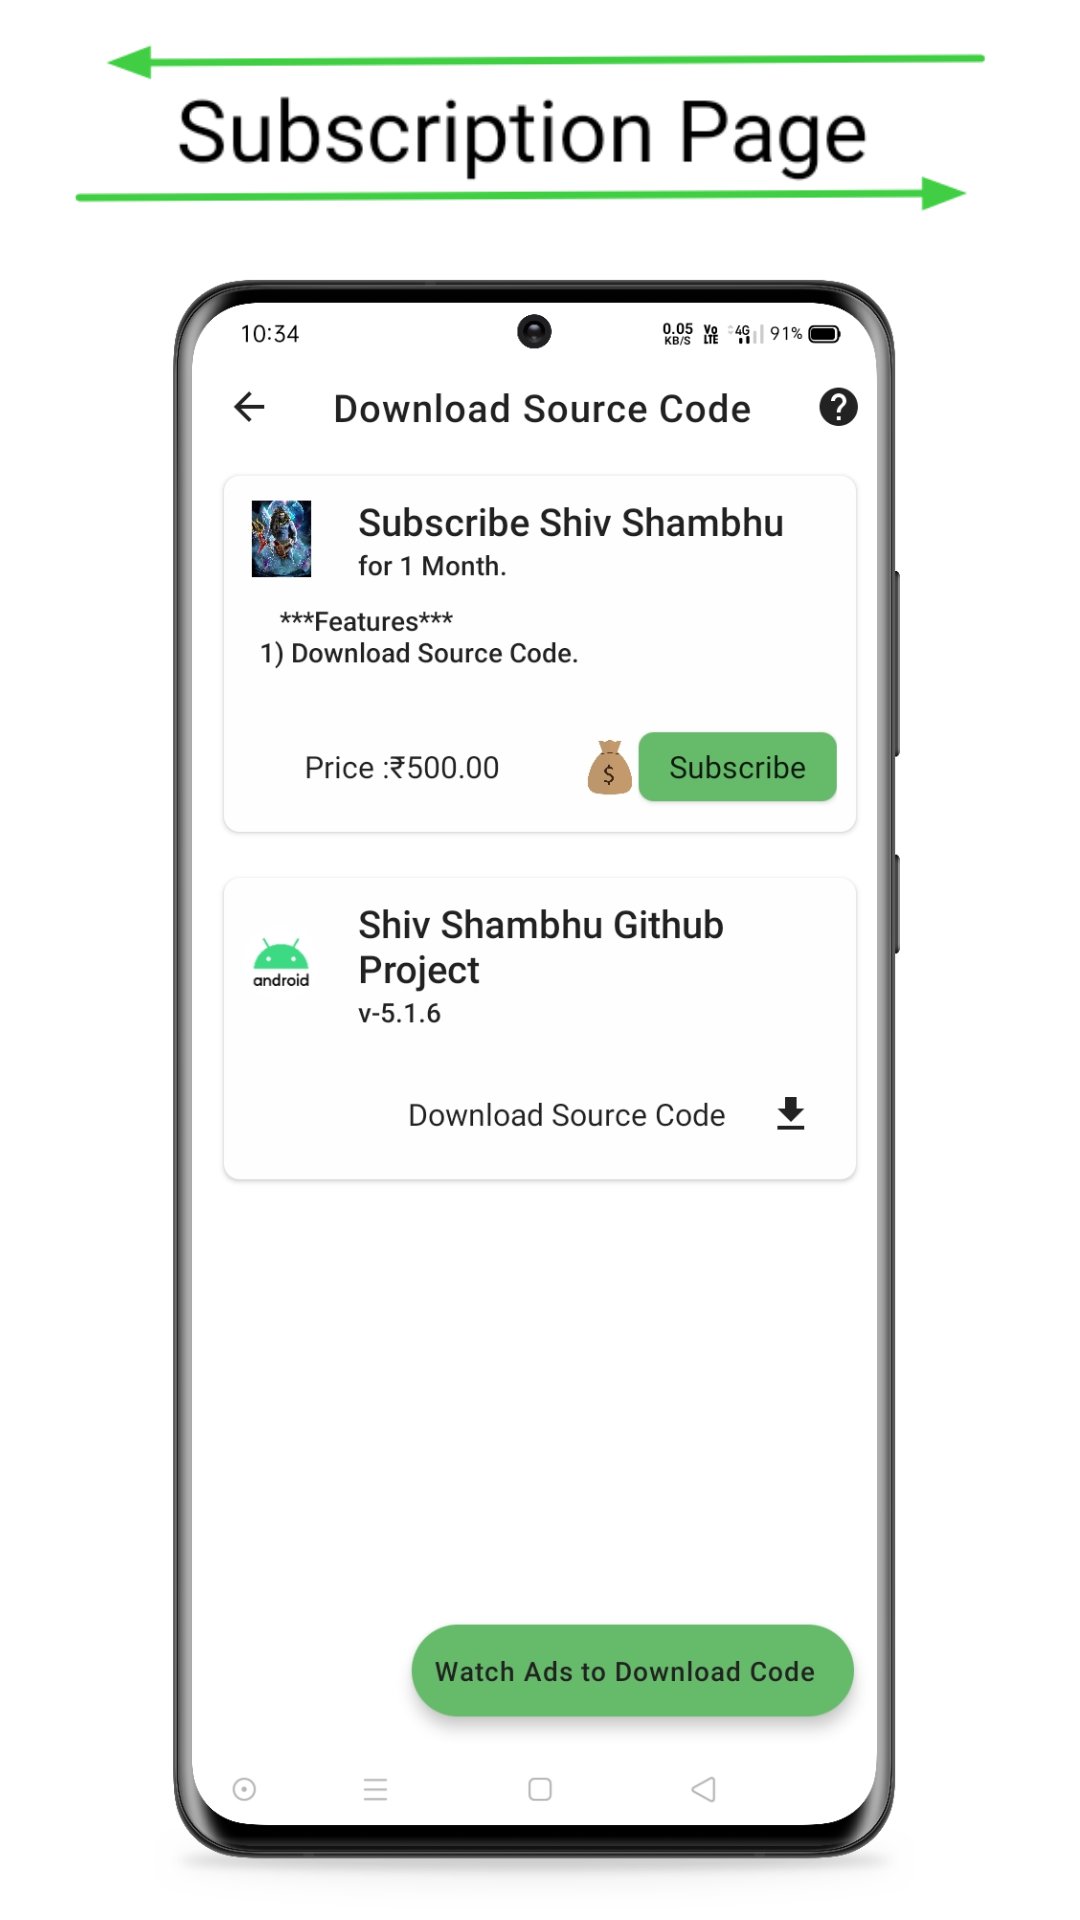 Subscription Page
10:34
0.05 KB/S Vo LTE 4G 91%
Download Source Code
Subscribe Shiv Shambhu
for 1 Month.
***Features***
1) Download Source Code.
Price :₹500.00
$
Subscribe
Shiv Shambhu Github
Project
android
v-5.1.6
Download Source Code
Watch Ads to Download Code